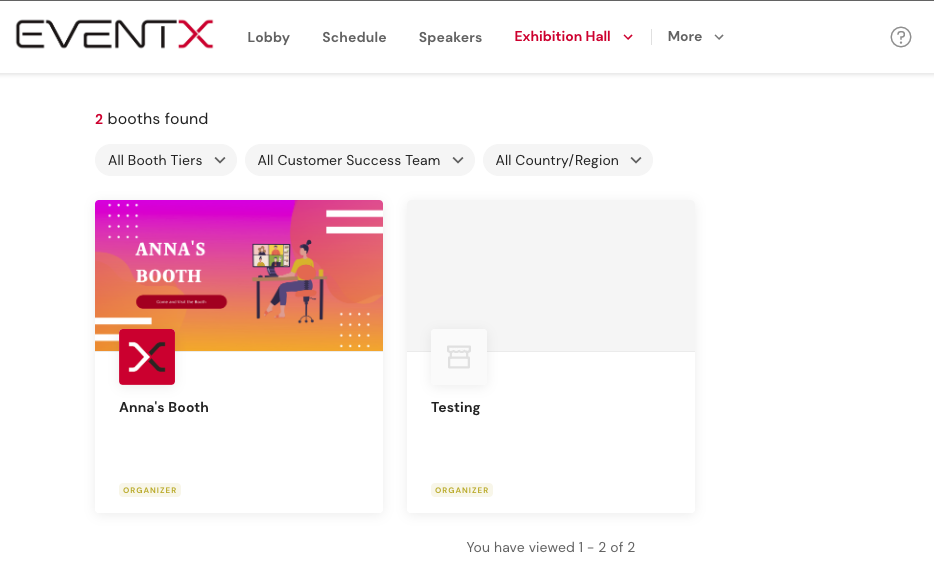 EVENTX
Lobby
Schedule
Speakers
Exhibition Hall
More
?
2 booths found
All Booth Tiers
All Customer Success Team
All Country/Region
ANNA'S
BOOTH
Come and Visit the Booth
X
Anna's Booth
Testing
ORGANIZER
ORGANIZER
You have viewed 1 - 2 of 2